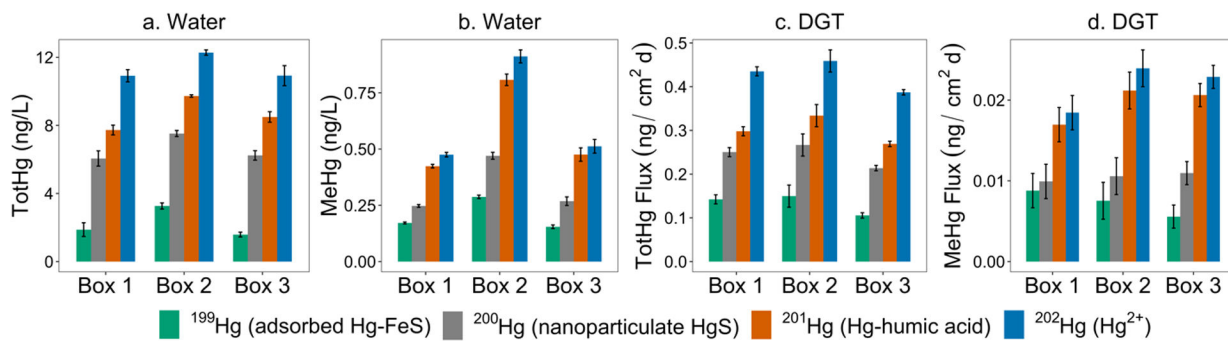 a. Water
b. Water
c. DGT
d. DGT
TotHg (ng/L)
12
8
4
0
Box 1 Box 2 Box 3
MeHg (ng/L)
0.75
0.50
0.25
0.00
Box 1 Box 2 Box 3
TotHg Flux (ng/ cm² d)
0.5
0.4
0.3
0.2
0.1
0.0
Box 1 Box 2 Box 3
MeHg Flux (ng/ cm² d)
0.02
0.01
0.00
Box 1 Box 2 Box 3
¹⁹⁹Hg (adsorbed Hg-FeS) ²⁰⁰Hg (nanoparticulate HgS) ²⁰¹Hg (Hg-humic acid) ²⁰²Hg (Hg²⁺)